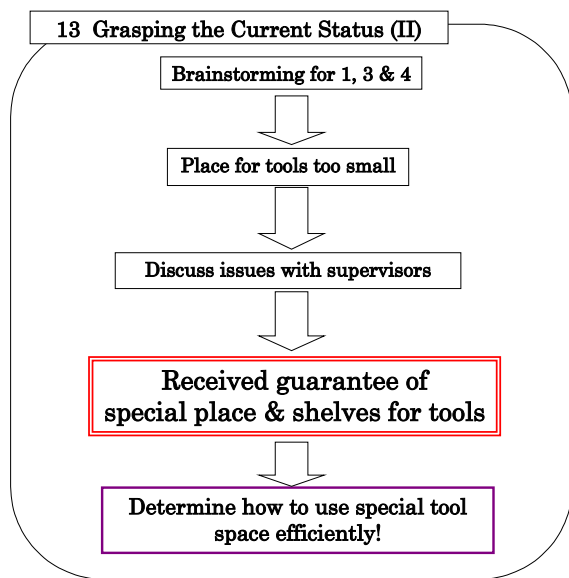 13 Grasping the Current Status (II)
Brainstorming for 1, 3 & 4
Place for tools too small
Discuss issues with supervisors
Received guarantee of
special place & shelves for tools
Determine how to use special tool
space efficiently!